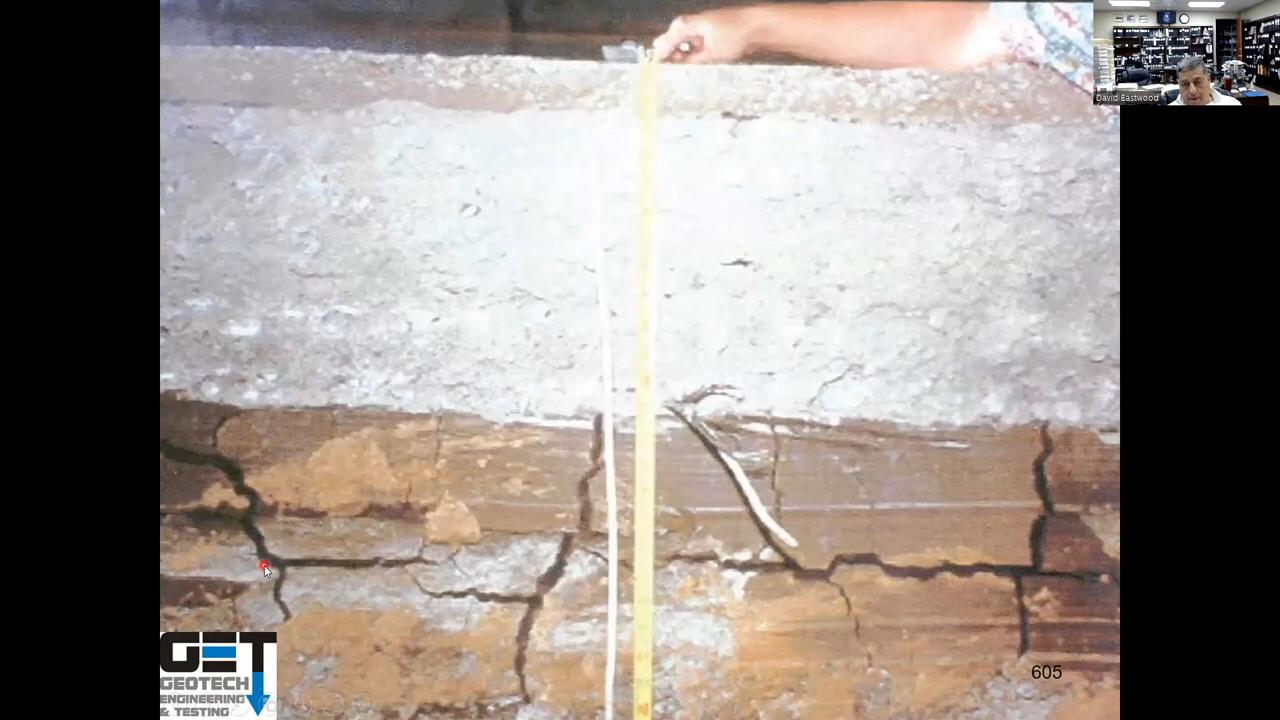 David Eastwood
GET
GEOTECH
ENGINEERING
& TESTING
605